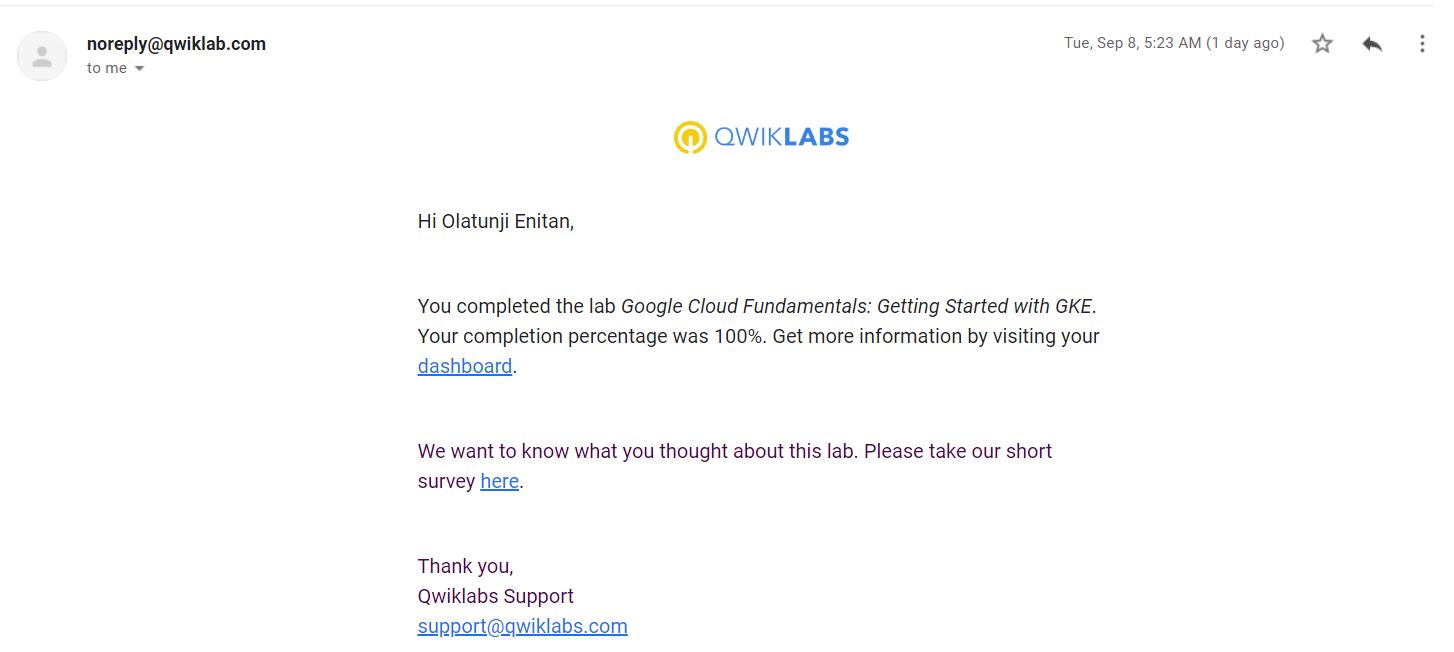 noreply@qwiklab.com
Tue, Sep 8, 5:23 AM (1 day ago)
to me
QWIKLABS
Hi Olatunji Enitan,
You completed the lab Google Cloud Fundamentals: Getting Started with GKE.
Your completion percentage was 100%. Get more information by visiting your
dashboard.
We want to know what you thought about this lab. Please take our short
survey here.
Thank you,
Qwiklabs Support
support@qwiklabs.com